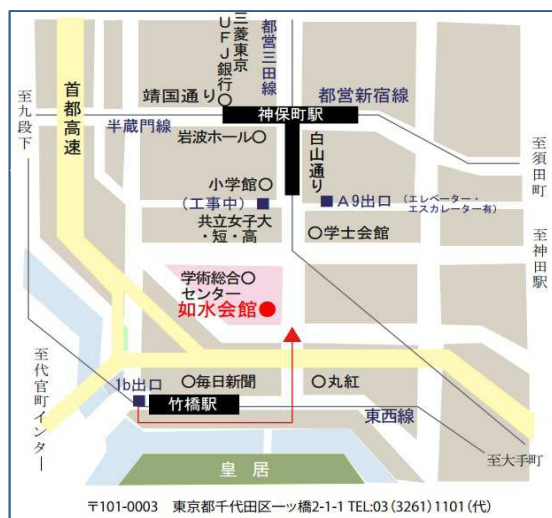 三菱東京
UFJ銀行
都営三田線
首都高速
靖国通り
都営新宿線
至九段下
半蔵門線
神保町駅
岩波ホール
白山通り
至須田町
小学館
(工事中)
A9出口
(エレベーター・
エスカレーター有)
共立女子大
・短・高
学士会館
至神田駅
学術総合
センター
如水会館
至代官町インター
1b出口
毎日新聞
丸紅
竹橋駅
東西線
至大手町
皇居
〒101-0003 東京都千代田区一ッ橋2-1-1 TEL:03(3261)1101(代)